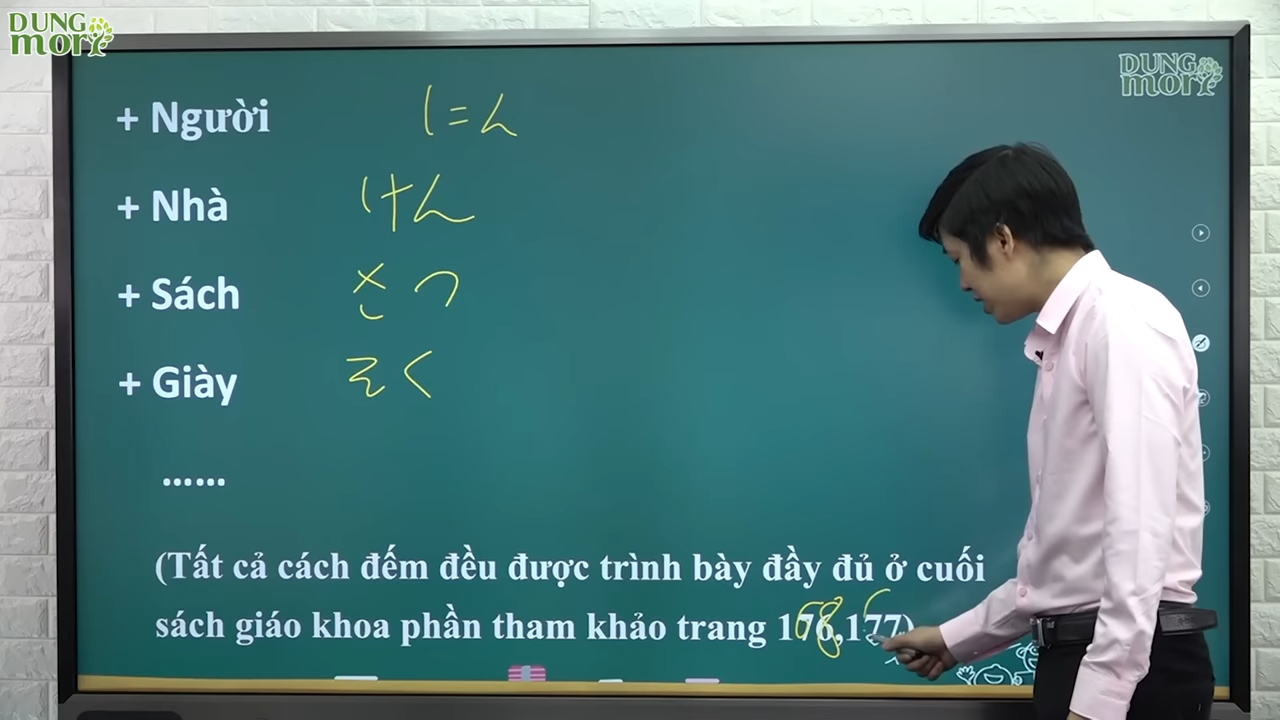 DUNG
mori
DUNG
mori
+ Người にん
+ Nhà けん
+ Sách さつ
+ Giày ぞく
......
(Tất cả cách đếm đều được trình bày đầy đủ ở cuối
sách giáo khoa phần tham khảo trang 176,177)